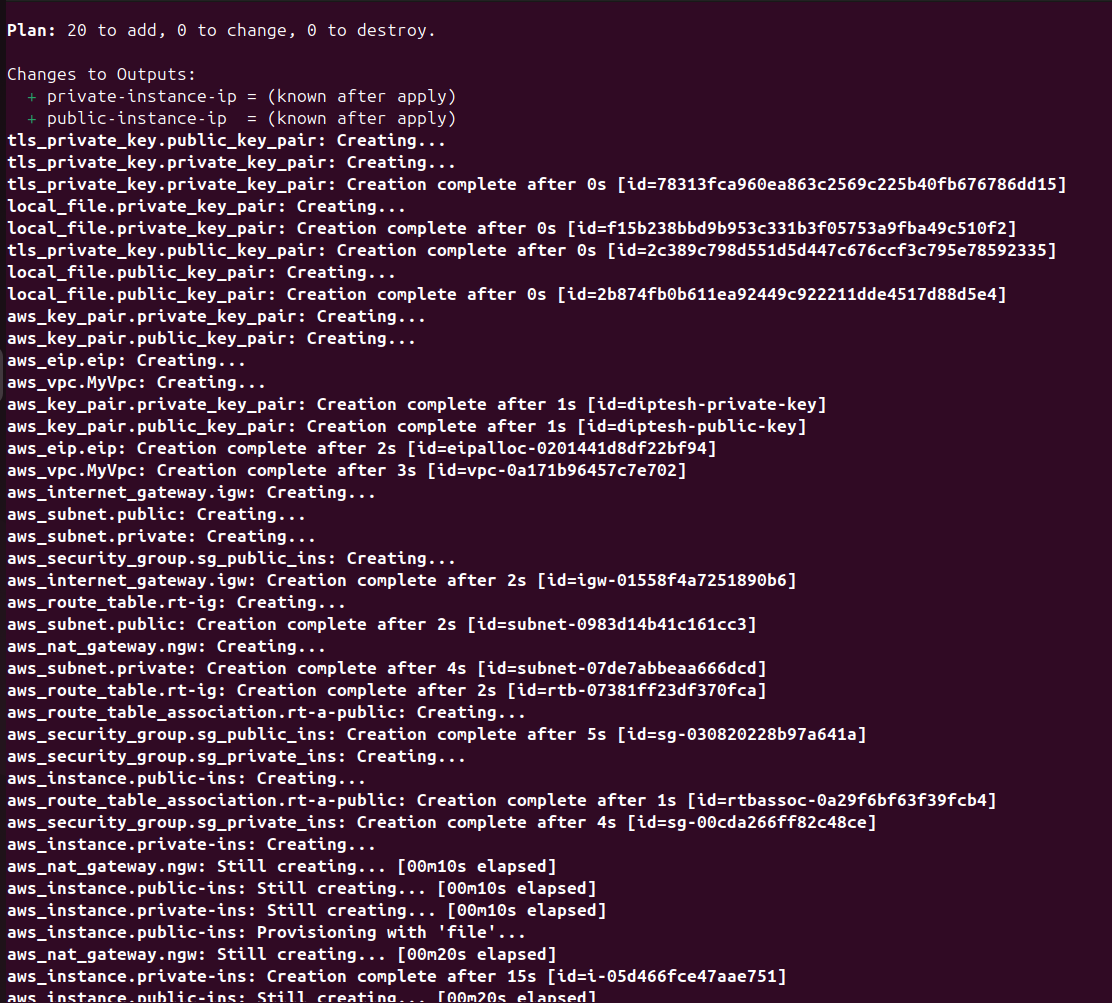 Plan: 20 to add, 0 to change, 0 to destroy.
Changes to Outputs:
+ private-instance-ip = (known after apply)
+ public-instance-ip  = (known after apply)
tls_private_key.public_key_pair: Creating...
tls_private_key.private_key_pair: Creating...
tls_private_key.private_key_pair: Creation complete after 0s [id=78313fca960ea863c2569c225b40fb676786dd15]
local_file.private_key_pair: Creating...
local_file.private_key_pair: Creation complete after 0s [id=f15b238bbd9b953c331b3f05753a9fba49c510f2]
tls_private_key.public_key_pair: Creation complete after 0s [id=2c389c798d551d5d447c676ccf3c795e78592335]
local_file.public_key_pair: Creating...
local_file.public_key_pair: Creation complete after 0s [id=2b874fb0b611ea92449c922211dde4517d88d5e4]
aws_key_pair.private_key_pair: Creating...
aws_key_pair.public_key_pair: Creating...
aws_eip.eip: Creating...
aws_vpc.MyVpc: Creating...
aws_key_pair.private_key_pair: Creation complete after 1s [id=diptesh-private-key]
aws_key_pair.public_key_pair: Creation complete after 1s [id=diptesh-public-key]
aws_eip.eip: Creation complete after 2s [id=eipalloc-0201441d8df22bf94]
aws_vpc.MyVpc: Creation complete after 3s [id=vpc-0a171b96457c7e702]
aws_internet_gateway.igw: Creating...
aws_subnet.public: Creating...
aws_subnet.private: Creating...
aws_security_group.sg_public_ins: Creating...
aws_internet_gateway.igw: Creation complete after 2s [id=igw-01558f4a7251890b6]
aws_route_table.rt-ig: Creating...
aws_subnet.public: Creation complete after 2s [id=subnet-0983d14b41c161cc3]
aws_nat_gateway.ngw: Creating...
aws_subnet.private: Creation complete after 4s [id=subnet-07de7abbeaa666dcd]
aws_route_table.rt-ig: Creation complete after 2s [id=rtb-07381ff23df370fca]
aws_route_table_association.rt-a-public: Creating...
aws_security_group.sg_public_ins: Creation complete after 5s [id=sg-030820228b97a641a]
aws_security_group.sg_private_ins: Creating...
aws_instance.public-ins: Creating...
aws_route_table_association.rt-a-public: Creation complete after 1s [id=rtbassoc-0a29f6bf63f39fcb4]
aws_security_group.sg_private_ins: Creation complete after 4s [id=sg-00cda266ff82c48ce]
aws_instance.private-ins: Creating...
aws_nat_gateway.ngw: Still creating... [00m10s elapsed]
aws_instance.public-ins: Still creating... [00m10s elapsed]
aws_instance.private-ins: Still creating... [00m10s elapsed]
aws_instance.public-ins: Provisioning with 'file'...
aws_nat_gateway.ngw: Still creating... [00m20s elapsed]
aws_instance.private-ins: Creation complete after 15s [id=i-05d466fce47aae751]
aws_instance.public-ins: Still creating... [00m20s elapsed]